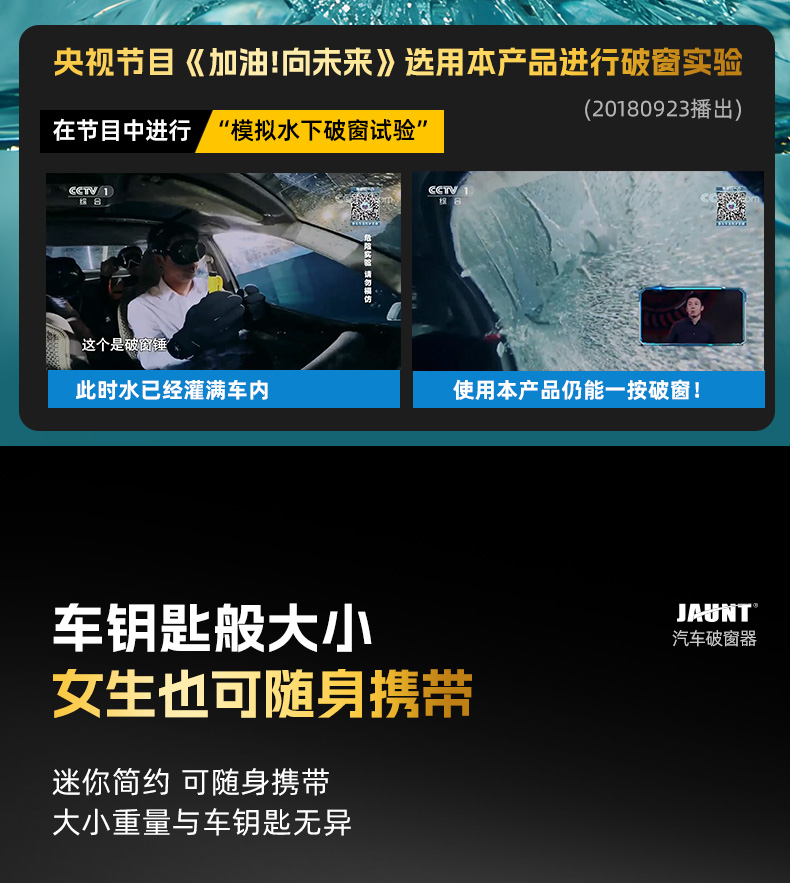 央视节目《加油!向未来》选用本产品进行破窗实验
(20180923播出)
在节目中进行
“模拟水下破窗试验”
CCTV 1
综合
危险实验 请勿模仿
这个是破窗锤
此时水已经灌满车内
CCTV 1
综合
使用本产品仍能一按破窗!
车钥匙般大小
女生也可随身携带
JAUNT®
汽车破窗器
迷你简约 可随身携带
大小重量与车钥匙无异